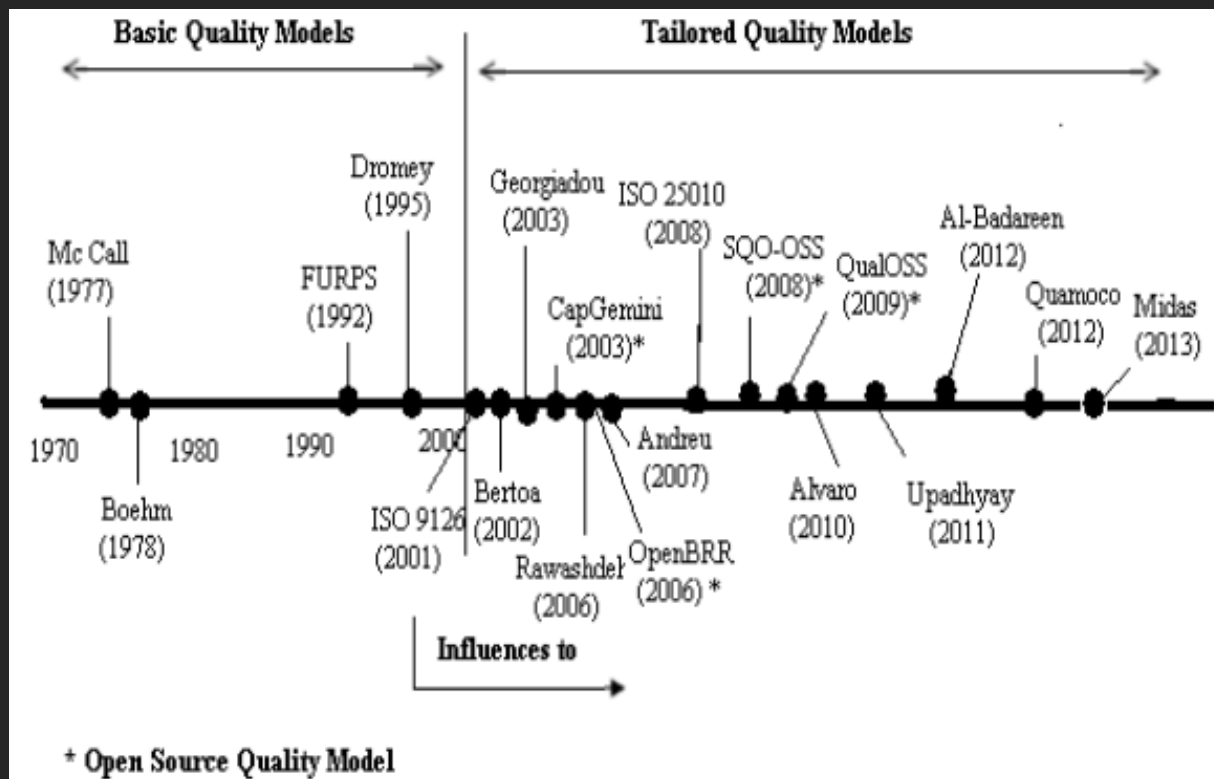 Basic Quality Models
Tailored Quality Models
Dromey
(1995)
Georgiadou
(2003)
ISO 25010
(2008)
Al-Badareen
(2012)
Mc Call
(1977)
FURPS
(1992)
CapGemini
(2003)*
SQO-OSS
(2008)*
QualOSS
(2009)*
Quamoco
(2012)
Midas
(2013)
1970
1980
1990
2000
Boehm
(1978)
ISO 9126
(2001)
Bertoa
(2002)
Rawashdeh
(2006)
OpenBRR
(2006) *
Andreu
(2007)
Alvaro
(2010)
Upadhyay
(2011)
Influences to
* Open Source Quality Model